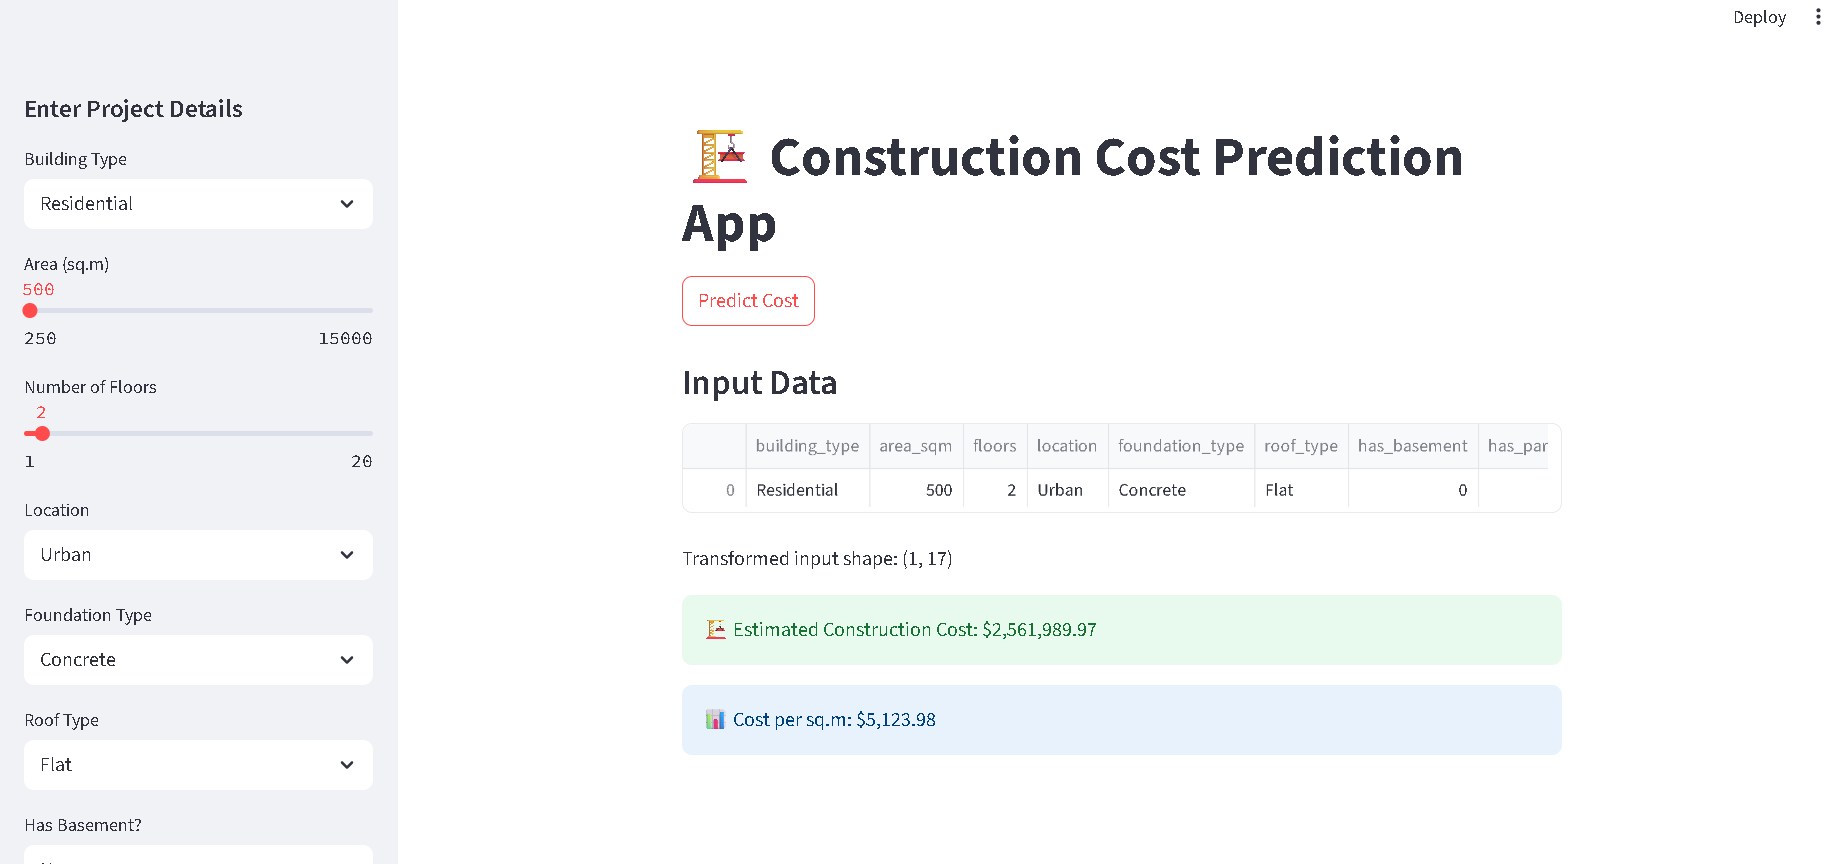 Deploy
Enter Project Details
Building Type
Residential
Area (sq.m)
500
250 15000
Number of Floors
2
1 20
Location
Urban
Foundation Type
Concrete
Roof Type
Flat
Has Basement?
Construction Cost Prediction
App
Predict Cost
Input Data
building_type area_sqm floors location foundation_type roof_type has_basement has_par
0 Residential 500 2 Urban Concrete Flat 0
Transformed input shape: (1, 17)
Estimated Construction Cost: $2,561,989.97
Cost per sq.m: $5,123.98